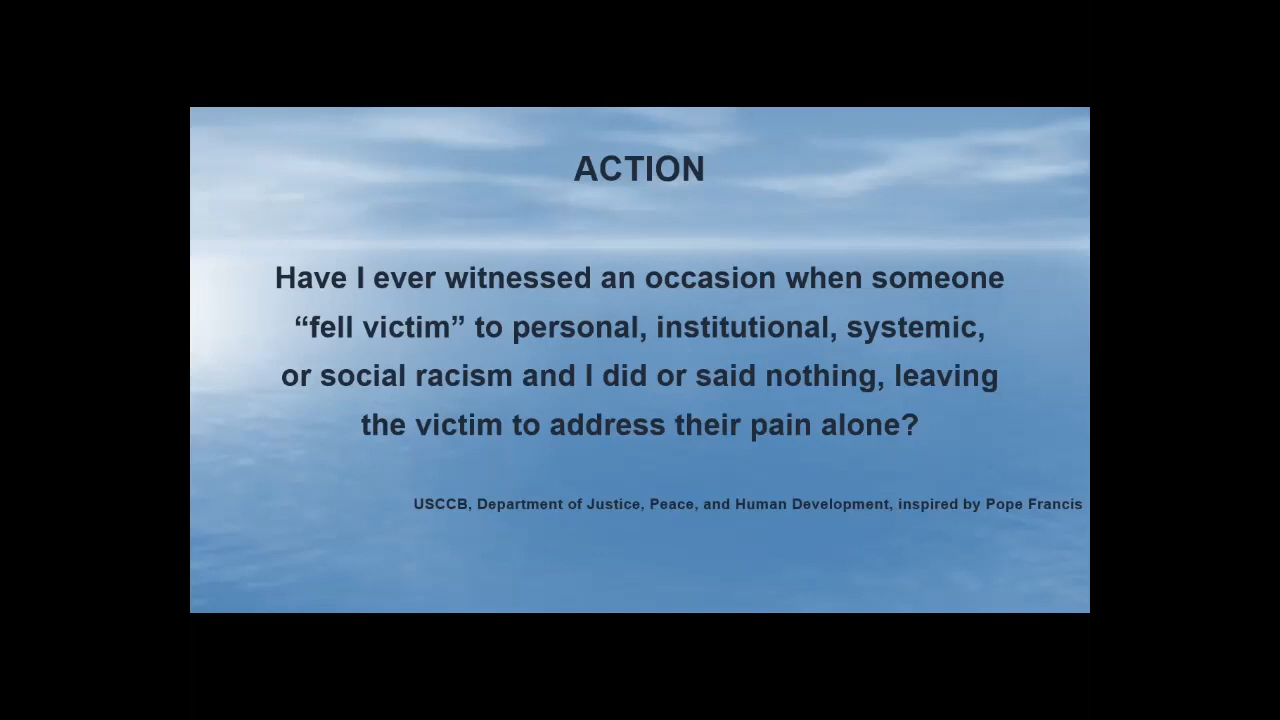 ACTION
Have I ever witnessed an occasion when someone
“fell victim” to personal, institutional, systemic,
or social racism and I did or said nothing, leaving
the victim to address their pain alone?
USCCB, Department of Justice, Peace, and Human Development, inspired by Pope Francis